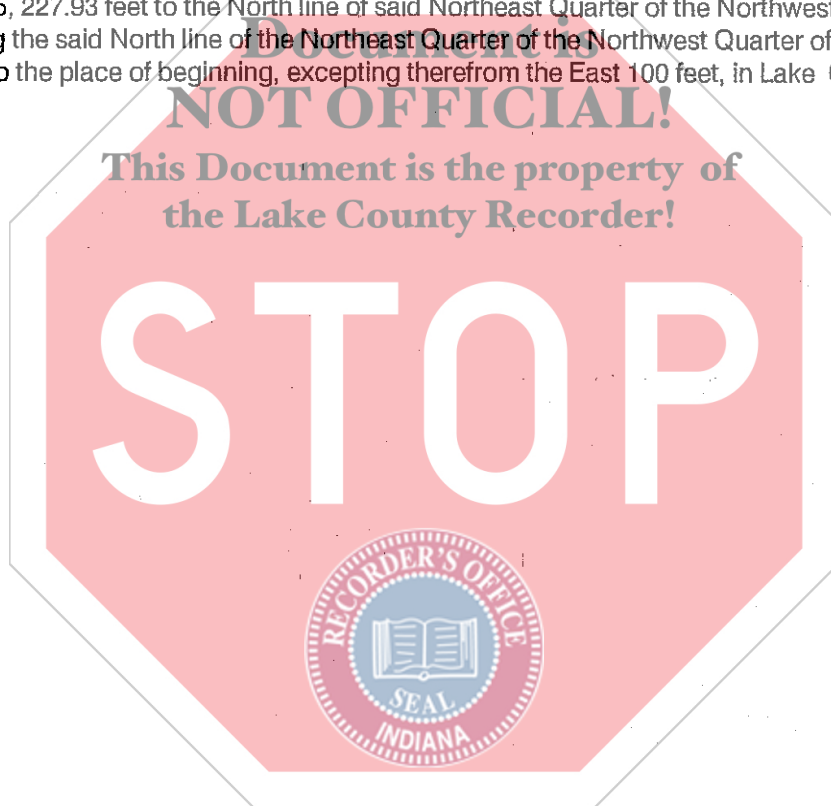 , 227.93 feet to the North line of said Northeast Quarter of the Northwest
the said North line of the Northeast Quarter of the Northwest Quarter of
the place of beginning, excepting therefrom the East 100 feet, in Lake
Document is
NOT OFFICIAL!
This Document is the property of
the Lake County Recorder!
STOP
RECORDER'S OFFICE
SEAL
INDIANA